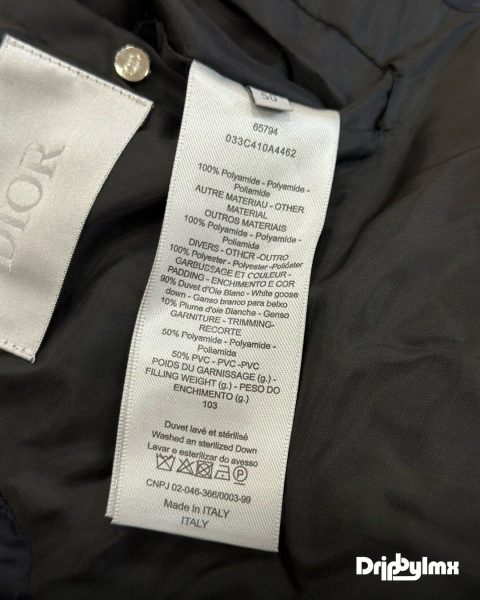 DIOR
50
65794
033C410A4462
100% Polyamide - Polyamide -
Poliamide
AUTRE MATERIAU - OTHER
MATERIAL
OUTROS MATERIAIS
100% Polyamide - Polyamide -
Poliamida
DIVERS - OTHER -OUTRO
100% Polyester - Polyester -Poliéster
GARBUSSAGE ET COULEUR -
PADDING - ENCHIMENTO E COR
90% Duvet d'Oie Blanc - White goose
down - Ganso branco para beixo
10% Plume d'oie Blanche - Genso
GARNITURE - TRIMMING-
RECORTE
50% Polyamide - Polyamide -
Poliamida
50% PVC - PVC -PVC
POIDS DU GARNISSAGE (g.) -
FILLING WEIGHT (g.) - PESO DO
ENCHIMENTO (g.)
103
Duvet lavé et stérilisé
Washed an sterilized Down
Lavar e esterilizar do avesso
CNPJ 02-046-366/0003-99
Made In ITALY
ITALY
Dripbylmx